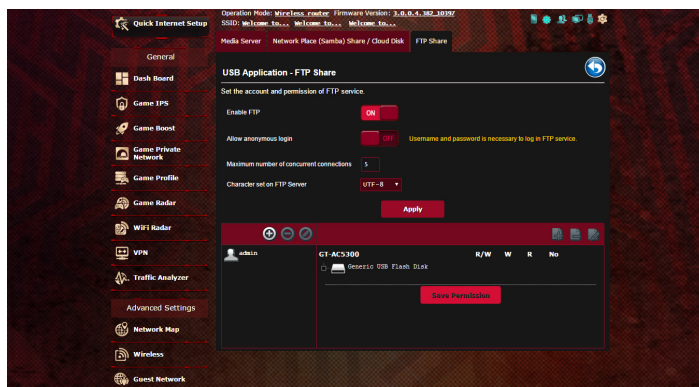 Quick Internet Setup
Operation Mode: Wireless router Firmware Version: 3.0.0.4.382_10197
SSID: Welcome to... Welcome to... Welcome to...
Media Server Network Place (Samba) Share / Cloud Disk FTP Share
General
Dash Board
Game IPS
Game Boost
Game Private
Network
Game Profile
Game Radar
WiFi Radar
VPN
Traffic Analyzer
Advanced Settings
Network Map
Wireless
Guest Network
USB Application - FTP
Share
Set the account and permission of FTP service.
Enable FTP ON
Allow anonymous login OFF Username and password is necessary to log in FTP service.
Maximum number of concurrent
connections 5
Character set on FTP Server UTF-8
Apply
admin
GT-AC5300 R/W W R No
Generic USB Flash Disk
Save Permission